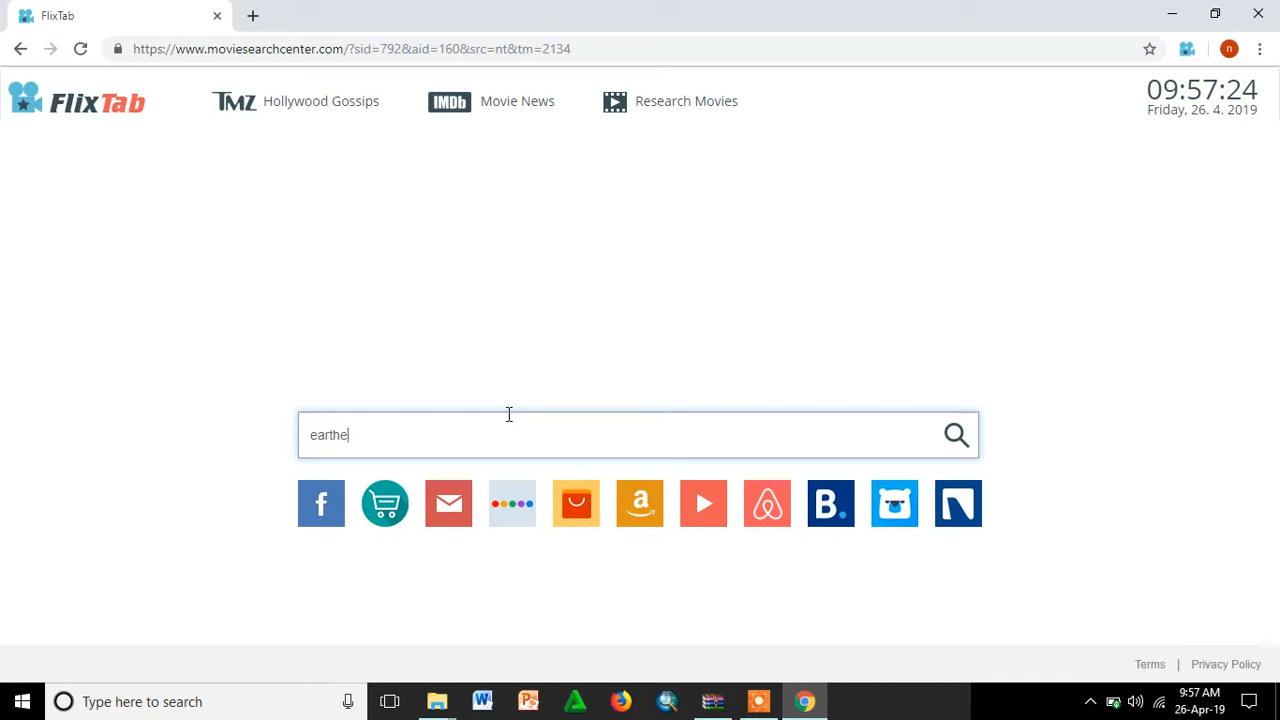 FlixTab
https://www.moviesearchcenter.com/?sid=792&aid=160&src=nt&tm=2134
n
FlixTab
TMZ Hollywood Gossips
IMDb Movie News
Research Movies
09:57:24
Friday, 26. 4. 2019
earthe
f
a
B.
Terms | Privacy Policy
Type here to search
9:57 AM
26-Apr-19